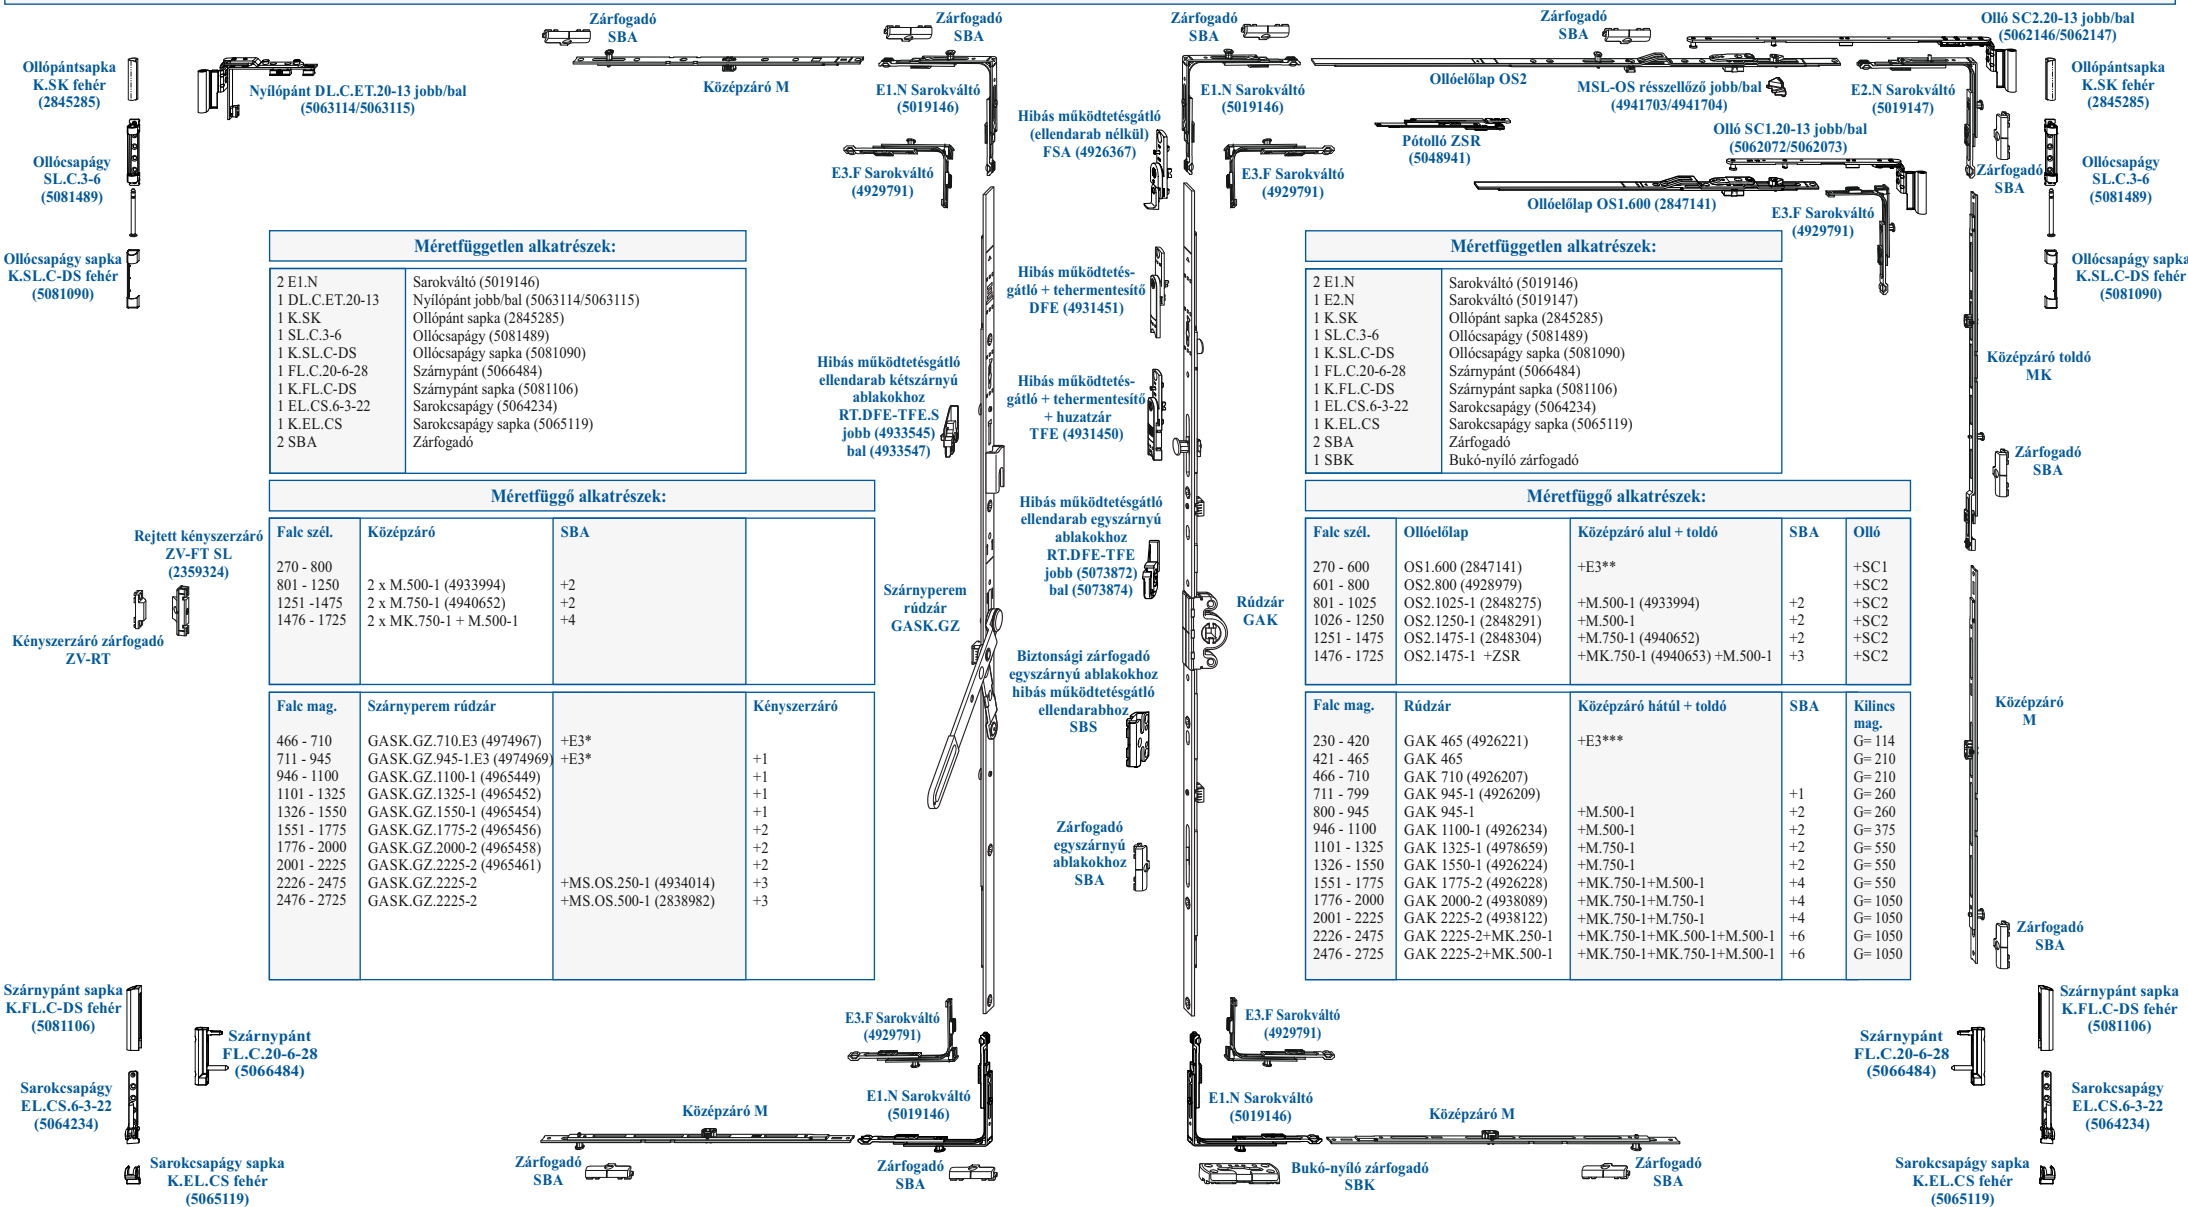 Zárfogadó
SBA
Zárfogadó
SBA
Zárfogadó
SBA
Zárfogadó
SBA
Olló SC2.20-13 jobb/bal
(5062146/5062147)
Ollópántsapka
K.SK fehér
(2845285)
Nyílópánt DL.C.ET.20-13 jobb/bal
(5063114/5063115)
Középzáró M
E1.N Sarokváltó
(5019146)
E1.N Sarokváltó
(5019146)
Ollóelőlap OS2
MSL-OS résszellőző jobb/bal
(4941703/4941704)
E2.N Sarokváltó
(5019147)
Ollópántsapka
K.SK fehér
(2845285)
Hibás működtetésgátló
(ellendarab nélkül)
FSA (4926367)
Pótolló ZSR
(5048941)
Olló SC1.20-13 jobb/bal
(5062072/5062073)
Ollócsapágy
SL.C.3-6
(5081489)
E3.F Sarokváltó
(4929791)
E3.F Sarokváltó
(4929791)
Zárfogadó
SBA
Ollócsapágy
SL.C.3-6
(5081489)
Ollóelőlap OS1.600 (2847141)
E3.F Sarokváltó
(4929791)
Ollócsapágy sapka
K.SL.C-DS fehér
(5081090)
Ollócsapágy sapka
K.SL.C-DS fehér
(5081090)
Méretfüggetlen alkatrészek:
2 E1.N Sarokváltó (5019146)
1 DL.C.ET.20-13 Nyílópánt jobb/bal (5063114/5063115)
1 K.SK Ollópánt sapka (2845285)
1 SL.C.3-6 Ollócsapágy (5081489)
1 K.SL.C-DS Ollócsapágy sapka (5081090)
1 FL.C.20-6-28 Szárnypánt (5066484)
1 K.FL.C-DS Szárnypánt sapka (5081106)
1 EL.CS.6-3-22 Sarokcsapágy (5064234)
1 K.EL.CS Sarokcsapágy sapka (5065119)
2 SBA Zárfogadó
Hibás működtetés-
gátló + tehermentesítő
DFE (4931451)
Hibás működtetésgátló
ellendarab kétszárnyú
ablakokhoz
RT.DFE-TFE.S
jobb (4933545)
bal (4933547)
Hibás működtetés-
gátló + tehermentesítő
+ huzatzár
TFE (4931450)
Méretfüggetlen alkatrészek:
2 E1.N Sarokváltó (5019146)
1 E2.N Sarokváltó (5019147)
1 K.SK Ollópánt sapka (2845285)
1 SL.C.3-6 Ollócsapágy (5081489)
1 K.SL.C-DS Ollócsapágy sapka (5081090)
1 FL.C.20-6-28 Szárnypánt (5066484)
1 K.FL.C-DS Szárnypánt sapka (5081106)
1 EL.CS.6-3-22 Sarokcsapágy (5064234)
1 K.EL.CS Sarokcsapágy sapka (5065119)
2 SBA Zárfogadó
1 SBK Bukó-nyíló zárfogadó
Középzáró toldó
MK
Zárfogadó
SBA
Rejtett kényszerzáró
ZV-FT SL
(2359324)
Kényszerzáró zárfogadó
ZV-RT
Méretfüggő alkatrészek:
Falc szél. Középzáró SBA
270 - 800
801 - 1250 2 x M.500-1 (4933994) +2
1251 -1475 2 x M.750-1 (4940652) +2
1476 - 1725 2 x MK.750-1 + M.500-1 +4
Falc mag. Szárnyperem rúdzár Kényszerzáró
466 - 710 GASK.GZ.710.E3 (4974967) +E3*
711 - 945 GASK.GZ.945-1.E3 (4974969) +E3* +1
946 - 1100 GASK.GZ.1100-1 (4965449) +1
1101 - 1325 GASK.GZ.1325-1 (4965452) +1
1326 - 1550 GASK.GZ.1550-1 (4965454) +1
1551 - 1775 GASK.GZ.1775-2 (4965456) +2
1776 - 2000 GASK.GZ.2000-2 (4965458) +2
2001 - 2225 GASK.GZ.2225-2 (4965461) +2
2226 - 2475 GASK.GZ.2225-2 +MS.OS.250-1 (4934014) +3
2476 - 2725 GASK.GZ.2225-2 +MS.OS.500-1 (2838982) +3
Szárnyperem
rúdzár
GASK.GZ
Hibás működtetésgátló
ellendarab egyszárnyú
ablakokhoz
RT.DFE-TFE
jobb (5073872)
bal (5073874)
Rúdzár
GAK
Biztonsági zárfogadó
egyszárnyú ablakokhoz
hibás működtetésgátló
ellendarabhoz
SBS
Zárfogadó
egyszárnyú
ablakokhoz
SBA
Méretfüggő alkatrészek:
Falc szél. Ollóelőlap Középzáró alul + toldó SBA Olló
270 - 600 OS1.600 (2847141) +E3** +SC1
601 - 800 OS2.800 (4928979) +SC2
801 - 1025 OS2.1025-1 (2848275) +M.500-1 (4933994) +2 +SC2
1026 - 1250 OS2.1250-1 (2848291) +M.500-1 +2 +SC2
1251 - 1475 OS2.1475-1 (2848304) +M.750-1 (4940652) +2 +SC2
1476 - 1725 OS2.1475-1 +ZSR +MK.750-1 (4940653) +M.500-1 +3 +SC2
Falc mag. Rúdzár Középzáró hátúl + toldó SBA Kilincs
mag.
230 - 420 GAK 465 (4926221) +E3*** G= 114
421 - 465 GAK 465 G= 210
466 - 710 GAK 710 (4926207) G= 210
711 - 799 GAK 945-1 (4926209) +1 G= 260
800 - 945 GAK 945-1 +M.500-1 +2 G= 260
946 - 1100 GAK 1100-1 (4926234) +M.500-1 +2 G= 375
1101 - 1325 GAK 1325-1 (4978659) +M.750-1 +2 G= 550
1326 - 1550 GAK 1550-1 (4926224) +M.750-1 +2 G= 550
1551 - 1775 GAK 1775-2 (4926228) +MK.750-1+M.500-1 +4 G= 550
1776 - 2000 GAK 2000-2 (4938089) +MK.750-1+M.750-1 +4 G= 1050
2001 - 2225 GAK 2225-2 (4938122) +MK.750-1+M.750-1 +4 G= 1050
2226 - 2475 GAK 2225-2+MK.250-1 +MK.750-1+MK.500-1+M.500-1 +6 G= 1050
2476 - 2725 GAK 2225-2+MK.500-1 +MK.750-1+MK.750-1+M.500-1 +6 G= 1050
Középzáró
M
Zárfogadó
SBA
Szárnypánt sapka
K.FL.C-DS fehér
(5081106)
Szárnypánt
FL.C.20-6-28
(5066484)
E3.F Sarokváltó
(4929791)
E3.F Sarokváltó
(4929791)
Szárnypánt
FL.C.20-6-28
(5066484)
Szárnypánt sapka
K.FL.C-DS fehér
(5081106)
Sarokcsapágy
EL.CS.6-3-22
(5064234)
Középzáró M
E1.N Sarokváltó
(5019146)
E1.N Sarokváltó
(5019146)
Középzáró M
Sarokcsapágy
EL.CS.6-3-22
(5064234)
Sarokcsapágy sapka
K.EL.CS fehér
(5065119)
Zárfogadó
SBA
Zárfogadó
SBA
Bukó-nyíló zárfogadó
SBK
Zárfogadó
SBA
Sarokcsapágy sapka
K.EL.CS fehér
(5065119)